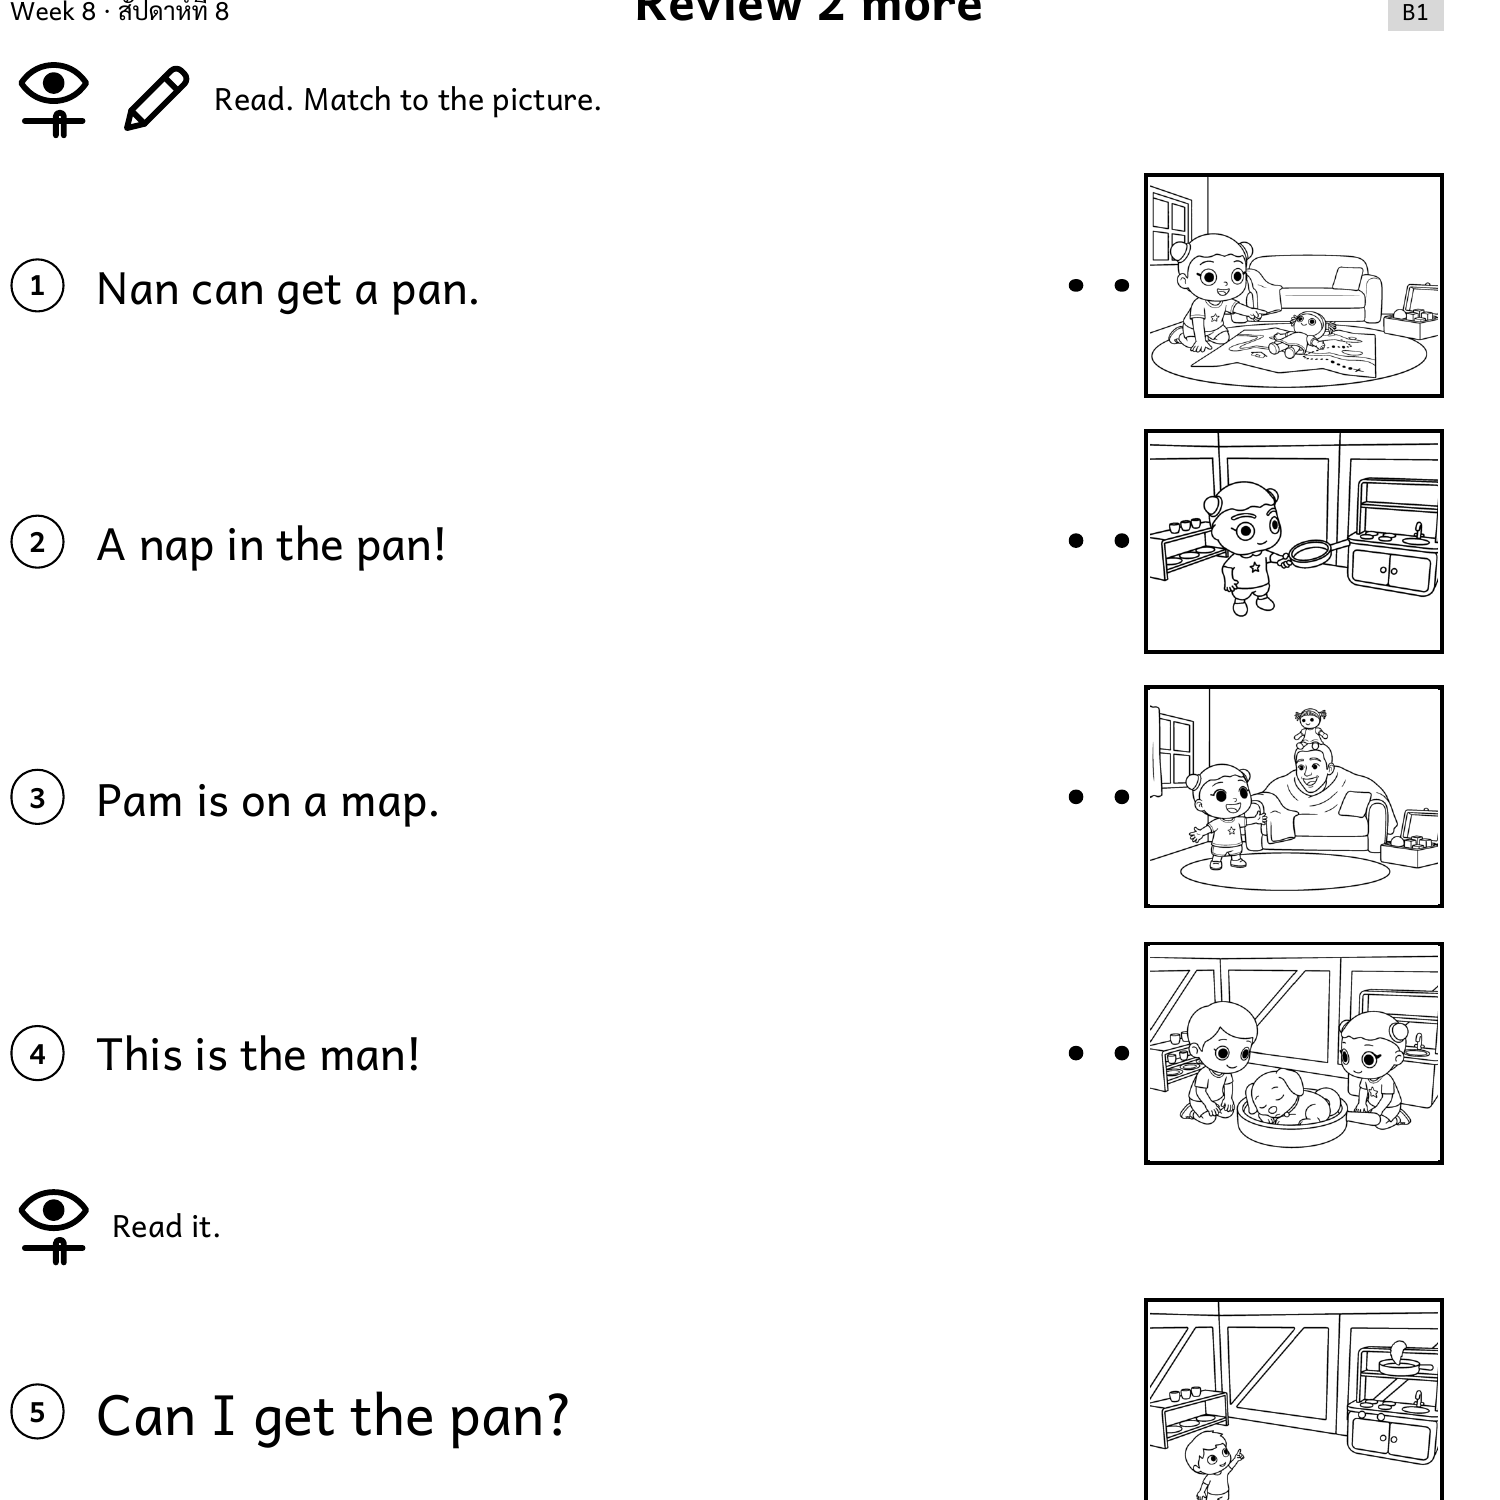 Week 8 · สัปดาห์ที่ 8
Review 2 more
B1
Read. Match to the picture.
1 Nan can get a pan.
2 A nap in the pan!
3 Pam is on a map.
4 This is the man!
Read it.
5 Can I get the pan?